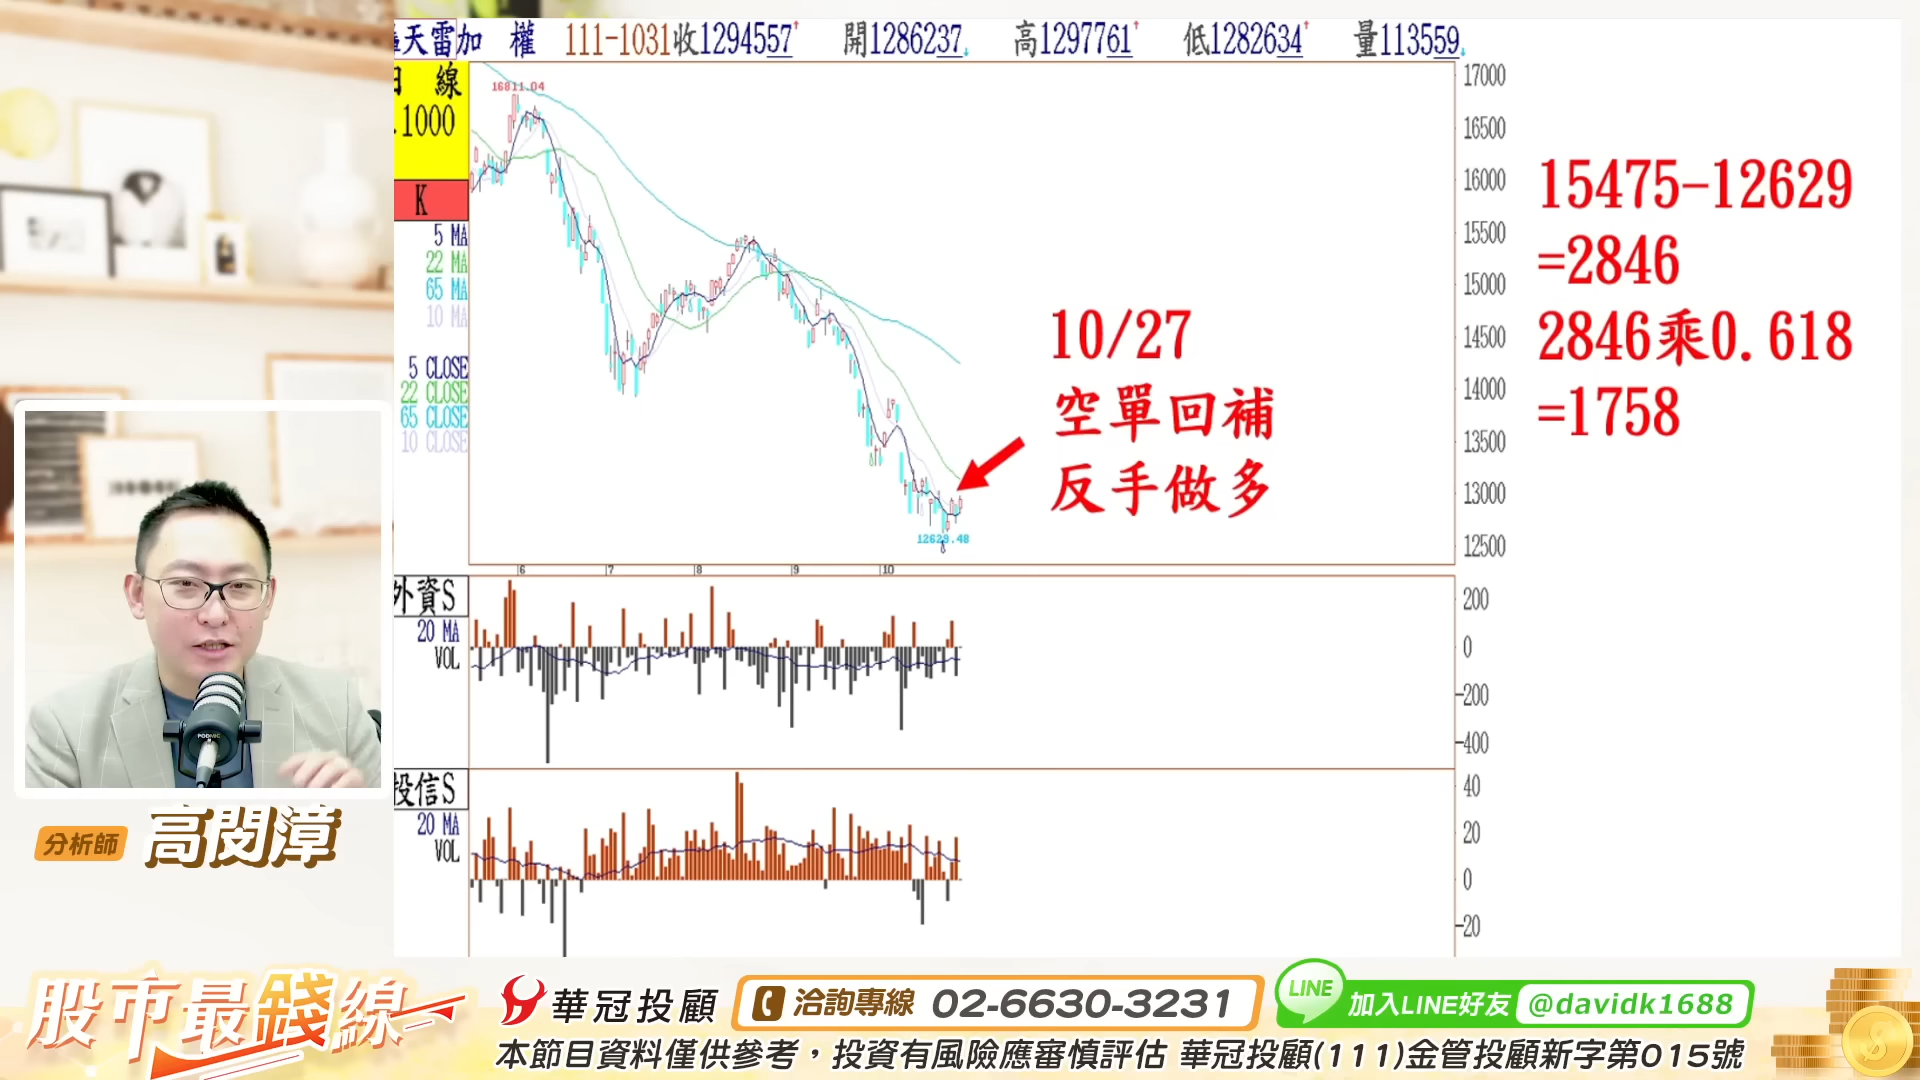 天雷加 權 111-1031收1294557 開1286237 高1297761 低1282634 量113559
日 線
1000
K
5 MA
22 MA
65 MA
10 MA
5 CLOSE
22 CLOSE
65 CLOSE
10 CLOSE
16811.04
12629.48
17000
16500
16000
15500
15000
14500
14000
13500
13000
12500
6 7 8 9 10
10/27
空單回補
反手做多
15475-12629
=2846
2846乘0.618
=1758
外資S
20 MA
VOL
200
0
-200
-400
投信S
20 MA
VOL
40
20
0
-20
PODMIC
分析師 高閔漳
股市最錢線
華冠投顧 洽詢專線 02-6630-3231
LINE 加入LINE好友 @davidk1688
本節目資料僅供參考，投資有風險應審慎評估 華冠投顧(111)金管投顧新字第015號